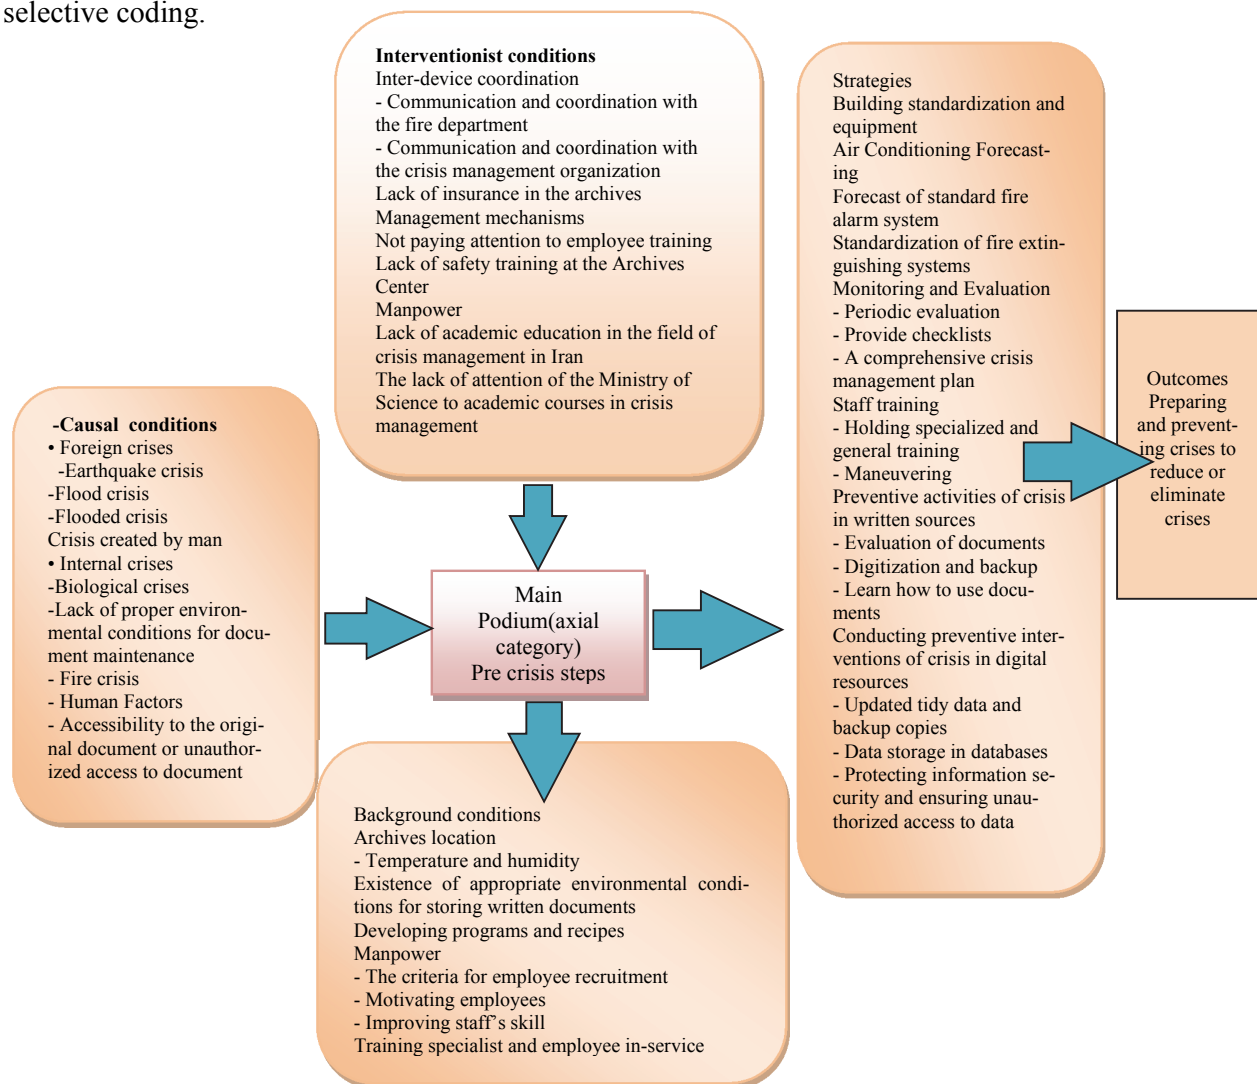 selective coding.
Interventionist conditions
Inter-device coordination
- Communication and coordination with
the fire department
- Communication and coordination with
the crisis management organization
Lack of insurance in the archives
Management mechanisms
Not paying attention to employee training
Lack of safety training at the Archives
Center
Manpower
Lack of academic education in the field of
crisis management in Iran
The lack of attention of the Ministry of
Science to academic courses in crisis
management
-Causal conditions
• Foreign crises
-Earthquake crisis
-Flood crisis
-Flooded crisis
Crisis created by man
• Internal crises
-Biological crises
-Lack of proper environ-
mental conditions for docu-
ment maintenance
- Fire crisis
- Human Factors
- Accessibility to the origi-
nal document or unauthor-
ized access to document
Main
Podium(axial
category)
Pre crisis steps
Background conditions
Archives location
- Temperature and humidity
Existence of appropriate environmental condi-
tions for storing written documents
Developing programs and recipes
Manpower
- The criteria for employee recruitment
- Motivating employees
- Improving staff's skill
Training specialist and employee in-service
Strategies
Building standardization and
equipment
Air Conditioning Forecast-
ing
Forecast of standard fire
alarm system
Standardization of fire extin-
guishing systems
Monitoring and Evaluation
- Periodic evaluation
- Provide checklists
- A comprehensive crisis
management plan
Staff training
- Holding specialized and
general training
- Maneuvering
Preventive activities of crisis
in written sources
- Evaluation of documents
- Digitization and backup
- Learn how to use docu-
ments
Conducting preventive inter-
ventions of crisis in digital
resources
- Updated tidy data and
backup copies
- Data storage in databases
- Protecting information se-
curity and ensuring unau-
thorized access to data
Outcomes
Preparing
and prevent-
ing crises to
reduce or
eliminate
crises